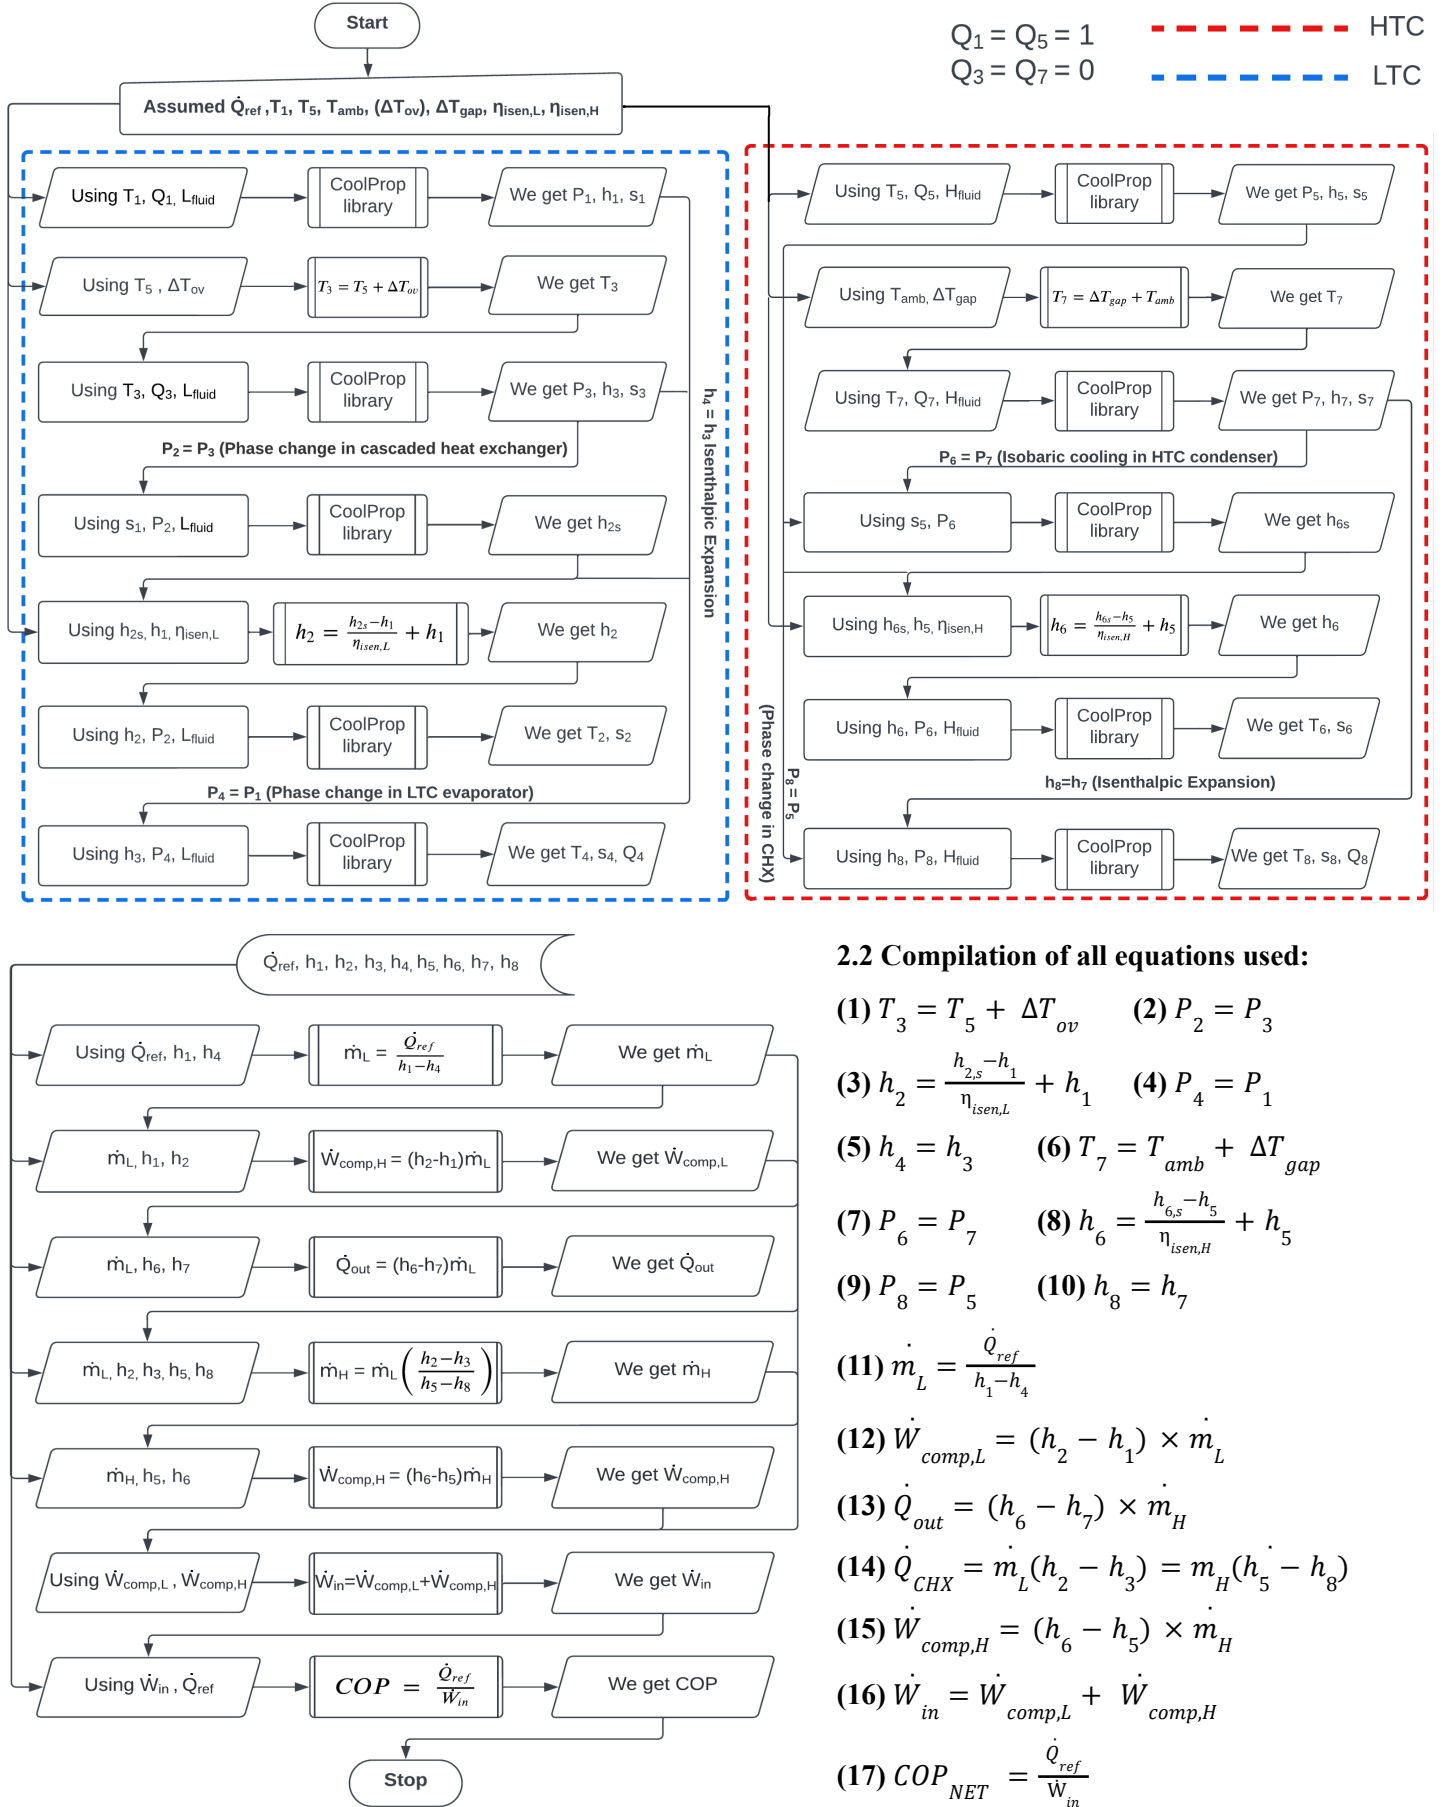 Start
Q₁ = Q₅ = 1
Q₃ = Q₇ = 0
HTC
LTC
Assumed Q̇ref ,T₁, T₅, Tamb, (ΔTov), ΔTgap, ηisen,L, ηisen,H
Using T₁, Q₁, Lfluid
CoolProp
library
We get P₁, h₁, s₁
Using T₅ , ΔTov
T₃ = T₅ + ΔTov
We get T₃
Using T₃, Q₃, Lfluid
CoolProp
library
We get P₃, h₃, s₃
P₂ = P₃ (Phase change in cascaded heat exchanger)
Using s₁, P₂, Lfluid
CoolProp
library
We get h2s
Using h2s, h₁, ηisen,L
h₂ = (h2s−h₁)/ηisen,L + h₁
We get h₂
Using h₂, P₂, Lfluid
CoolProp
library
We get T₂, s₂
P₄ = P₁ (Phase change in LTC evaporator)
Using h₃, P₄, Lfluid
CoolProp
library
We get T₄, s₄, Q₄
h₄ = h₃ Isenthalpic Expansion
Using T₅, Q₅, Hfluid
CoolProp
library
We get P₅, h₅, s₅
Using Tamb, ΔTgap
T₇ = ΔTgap + Tamb
We get T₇
Using T₇, Q₇, Hfluid
CoolProp
library
We get P₇, h₇, s₇
P₆ = P₇ (Isobaric cooling in HTC condenser)
Using s₅, P₆
CoolProp
library
We get h6s
Using h6s, h₅, ηisen,H
h₆ = (h6s−h₅)/ηisen,H + h₅
We get h₆
Using h₆, P₆, Hfluid
CoolProp
library
We get T₆, s₆
h₈=h₇ (Isenthalpic Expansion)
Using h₈, P₈, Hfluid
CoolProp
library
We get T₈, s₈, Q₈
P₈ = P₅
(Phase change in CHX)
Q̇ref, h₁, h₂, h₃, h₄, h₅, h₆, h₇, h₈
Using Q̇ref, h₁, h₄
ṁL = Q̇ref/(h₁−h₄)
We get ṁL
ṁL, h₁, h₂
Ẇcomp,H = (h₂-h₁)ṁL
We get Ẇcomp,L
ṁL, h₆, h₇
Q̇out = (h₆-h₇)ṁL
We get Q̇out
ṁL, h₂, h₃, h₅, h₈
ṁH = ṁL((h₂−h₃)/(h₅−h₈))
We get ṁH
ṁH, h₅, h₆
Ẇcomp,H = (h₆-h₅)ṁH
We get Ẇcomp,H
Using Ẇcomp,L , Ẇcomp,H
Ẇin=Ẇcomp,L+Ẇcomp,H
We get Ẇin
Using Ẇin , Q̇ref
COP = Q̇ref/Ẇin
We get COP
Stop
2.2 Compilation of all equations used:
(1) T₃ = T₅ + ΔTov (2) P₂ = P₃
(3) h₂ = (h2,s−h₁)/ηisen,L + h₁ (4) P₄ = P₁
(5) h₄ = h₃ (6) T₇ = Tamb + ΔTgap
(7) P₆ = P₇ (8) h₆ = (h6,s−h₅)/ηisen,H + h₅
(9) P₈ = P₅ (10) h₈ = h₇
(11) ṁL = Q̇ref/(h₁−h₄)
(12) Ẇcomp,L = (h₂ − h₁) × ṁL
(13) Q̇out = (h₆ − h₇) × ṁH
(14) Q̇CHX = ṁL(h₂ − h₃) = ṁH(h₅ − h₈)
(15) Ẇcomp,H = (h₆ − h₅) × ṁH
(16) Ẇin = Ẇcomp,L + Ẇcomp,H
(17) COPNET = Q̇ref/Ẇin